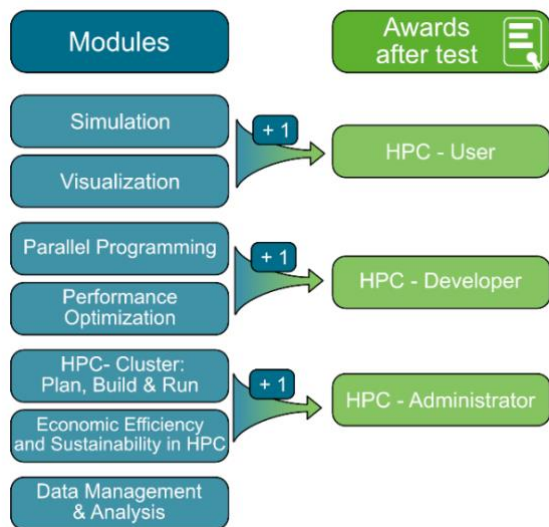 Modules
Awards
after test
Simulation
+ 1
Visualization
HPC - User
Parallel Programming
+ 1
Performance
Optimization
HPC - Developer
HPC- Cluster:
Plan, Build & Run
+ 1
Economic Efficiency
and Sustainability in HPC
HPC - Administrator
Data Management
& Analysis